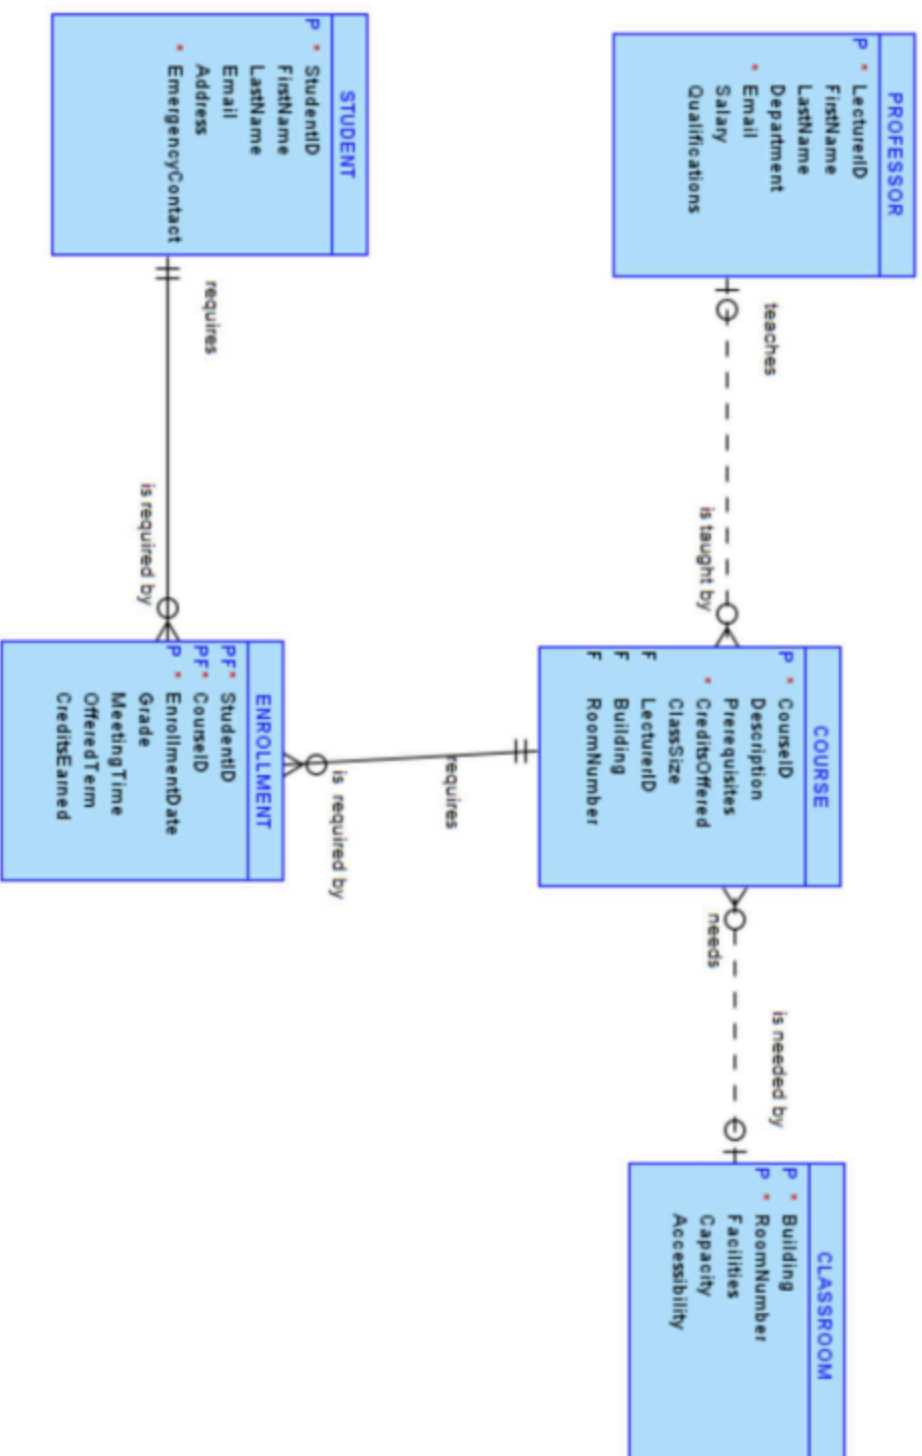 PROFESSOR
P * LecturerID
FirstName
LastName
Department
* Email
Salary
Qualifications
teaches
is taught by
COURSE
P * CourseID
Description
Prerequisites
* CreditsOffered
ClassSize
F LecturerID
F Building
F RoomNumber
is needed by
needs
CLASSROOM
P * Building
P * RoomNumber
Facilities
Capacity
Accessibility
STUDENT
P * StudentID
FirstName
LastName
Email
Address
* EmergencyContact
requires
is required by
requires
is required by
ENROLLMENT
PF* StudentID
PF* CourseID
P * EnrollmentDate
Grade
MeetingTime
OfferedTerm
CreditsEarned